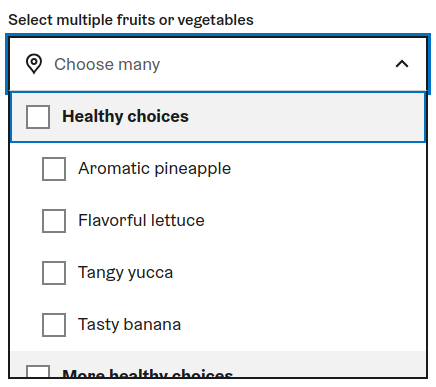 Select multiple fruits or vegetables
Choose many
Healthy choices
Aromatic pineapple
Flavorful lettuce
Tangy yucca
Tasty banana
More healthy choices